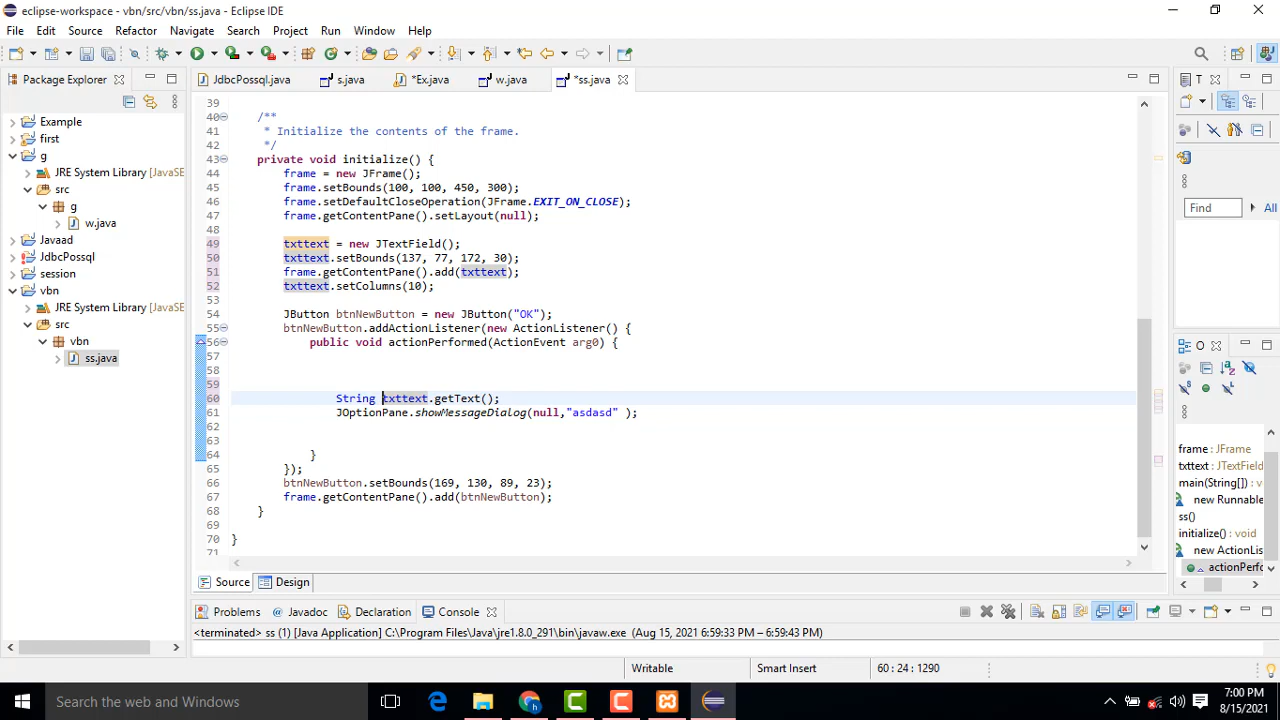 eclipse-workspace - vbn/src/vbn/ss.java - Eclipse IDE
File Edit Source Refactor Navigate Search Project Run Window Help
Package Explorer
JdbcPossql.java
s.java
*Ex.java
w.java
*ss.java
T
Example
first
g
JRE System Library [JavaSE
src
g
w.java
Javaad
JdbcPossql
session
vbn
JRE System Library [JavaSE
src
vbn
ss.java
39
40 /**
41 * Initialize the contents of the frame.
42 */
43 private void initialize() {
44 frame = new JFrame();
45 frame.setBounds(100, 100, 450, 300);
46 frame.setDefaultCloseOperation(JFrame.EXIT_ON_CLOSE);
47 frame.getContentPane().setLayout(null);
48
49 txttext = new JTextField();
50 txttext.setBounds(137, 77, 172, 30);
51 frame.getContentPane().add(txttext);
52 txttext.setColumns(10);
53
54 JButton btnNewButton = new JButton("OK");
55 btnNewButton.addActionListener(new ActionListener() {
56 public void actionPerformed(ActionEvent arg0) {
57
58
59
60 String txttext.getText();
61 JOptionPane.showMessageDialog(null,"asdasd" );
62
63
64 }
65 });
66 btnNewButton.setBounds(169, 130, 89, 23);
67 frame.getContentPane().add(btnNewButton);
68 }
69
70 }
71
Find
All
O
frame : JFrame
txttext : JTextField
main(String[]) : void
new Runnable
ss()
initialize() : void
new ActionList
actionPerfo
Source
Design
Problems
Javadoc
Declaration
Console
<terminated> ss (1) [Java Application] C:\Program Files\Java\jre1.8.0_291\bin\javaw.exe (Aug 15, 2021 6:59:33 PM – 6:59:43 PM)
Writable
Smart Insert
60 : 24 : 1290
Search the web and Windows
7:00 PM
8/15/2021